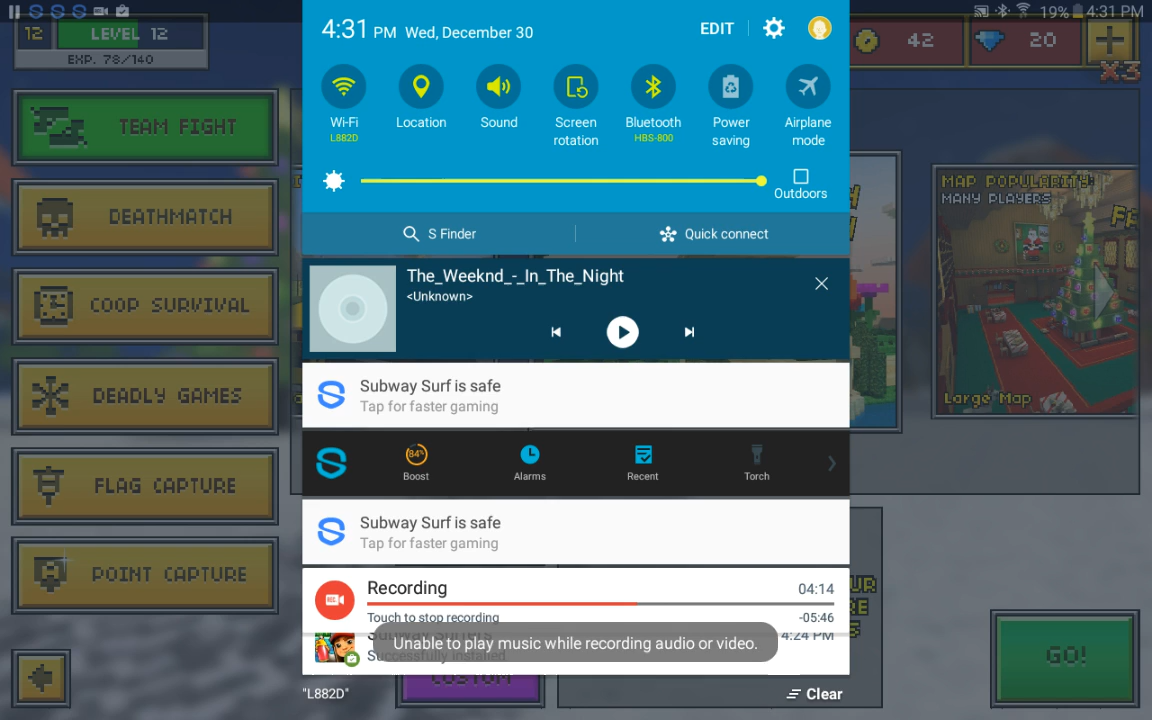 19% 4:31 PM
12
LEVEL 12
EXP. 78/140
42
20
X3
TEAM FIGHT
DEATHMATCH
COOP SURVIVAL
DEADLY GAMES
FLAG CAPTURE
POINT CAPTURE
4:31 PM Wed, December 30
EDIT
Wi-Fi
L882D
Location
Sound
Screen
rotation
Bluetooth
HBS-800
Power
saving
Airplane
mode
Outdoors
S Finder
Quick connect
The_Weeknd_-_In_The_Night
<Unknown>
Subway Surf is safe
Tap for faster gaming
84%
Boost
Alarms
Recent
Torch
Subway Surf is safe
Tap for faster gaming
REC
Recording
04:14
Touch to stop recording
-05:46
Subway Surfers
4:24 PM
Successfully installed
Unable to play music while recording audio or video.
"L882D"
Clear
CUSTOM
MAP POPULARITY:
MANY PLAYERS
Large Map
GO!